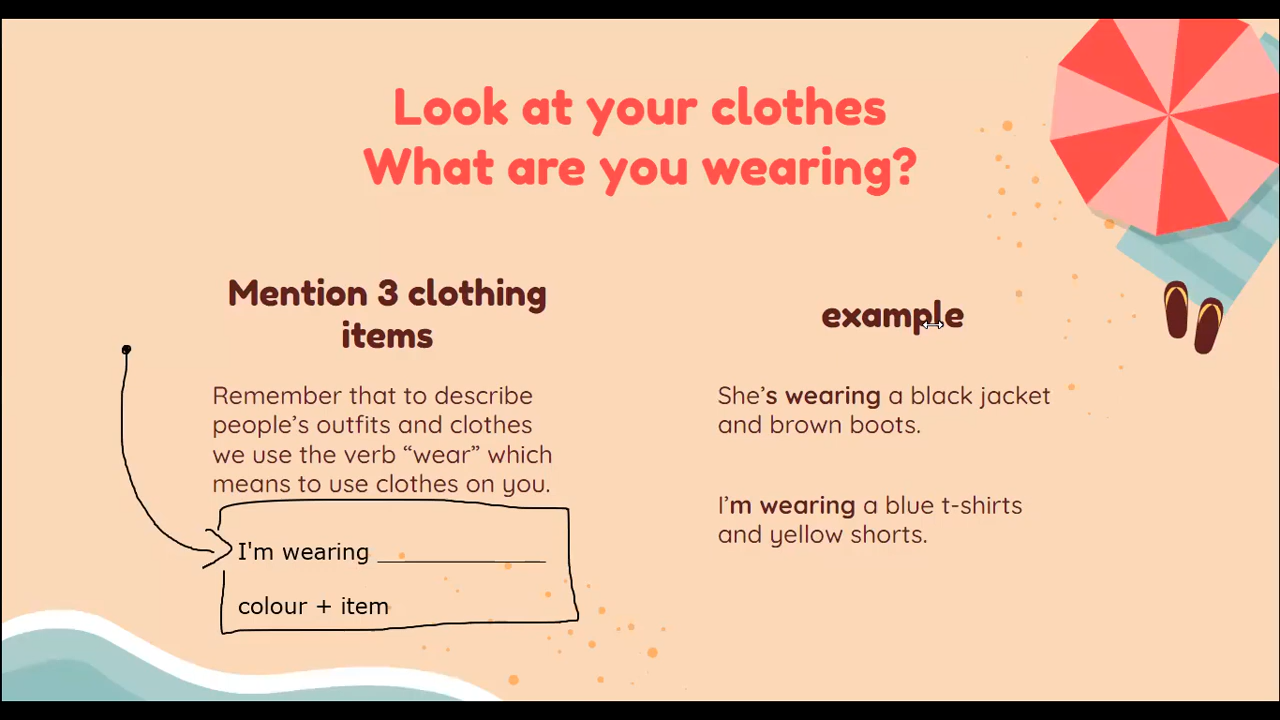 Look at your clothes
What are you wearing?
Mention 3 clothing
items
Remember that to describe
people’s outfits and clothes
we use the verb “wear” which
means to use clothes on you.
I'm wearing ______________
colour + item
example
She’s wearing a black jacket
and brown boots.
I’m wearing a blue t-shirts
and yellow shorts.